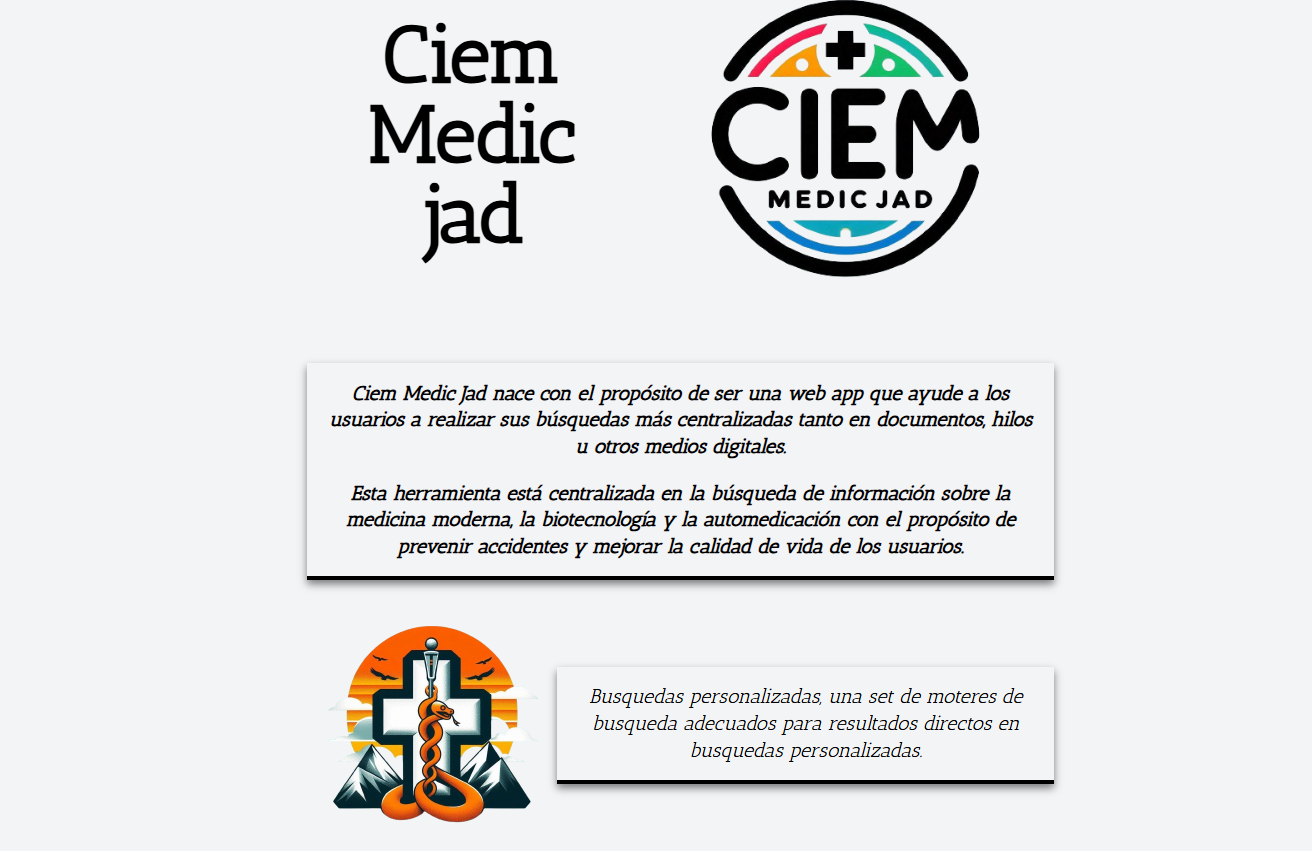 Ciem
Medic
jad
CIEM
MEDIC JAD
Ciem Medic Jad nace con el propósito de ser una web app que ayude a los
usuarios a realizar sus búsquedas más centralizadas tanto en documentos, hilos
u otros medios digitales.
Esta herramienta está centralizada en la búsqueda de información sobre la
medicina moderna, la biotecnología y la automedicación con el propósito de
prevenir accidentes y mejorar la calidad de vida de los usuarios.
Busquedas personalizadas, una set de moteres de
busqueda adecuados para resultados directos en
busquedas personalizadas.